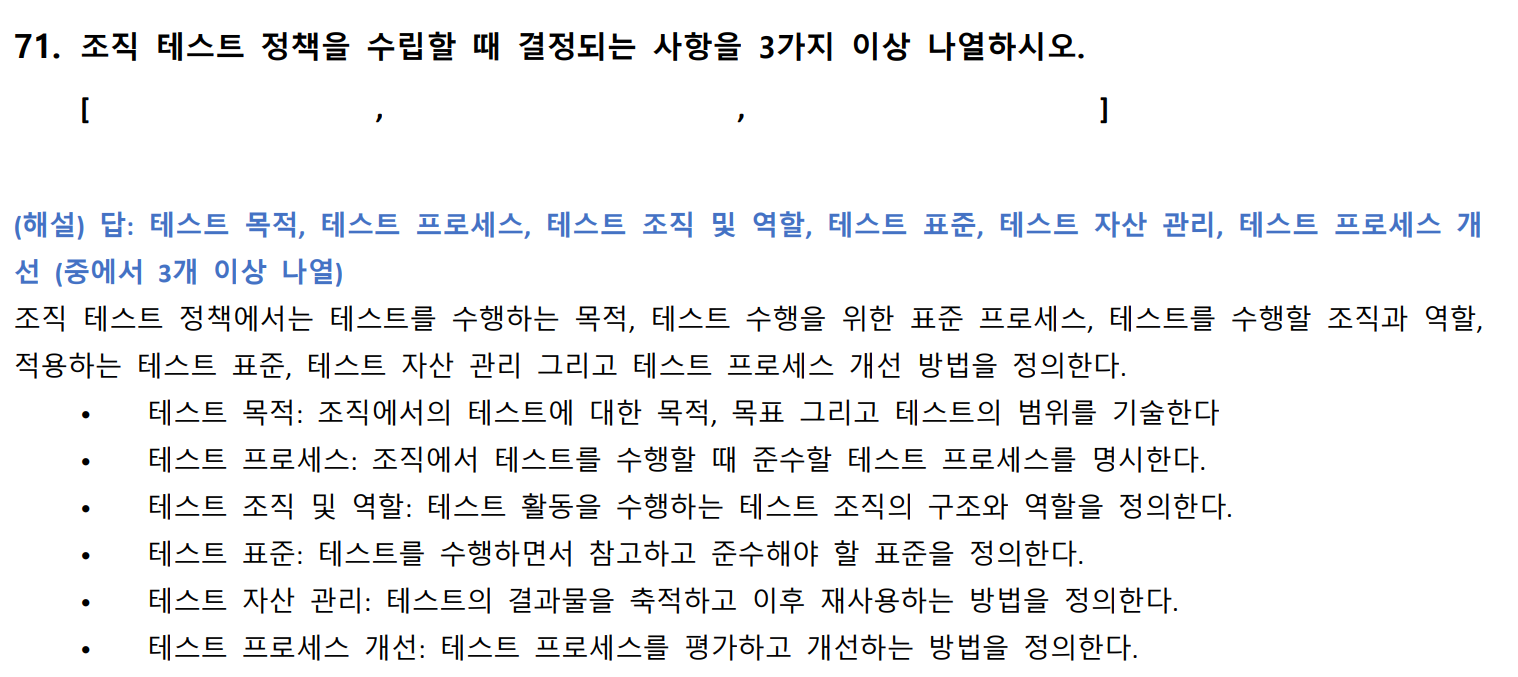 71. 조직 테스트 정책을 수립할 때 결정되는 사항을 3가지 이상 나열하시오.
[ , , ]
(해설) 답: 테스트 목적, 테스트 프로세스, 테스트 조직 및 역할, 테스트 표준, 테스트 자산 관리, 테스트 프로세스 개
선 (중에서 3개 이상 나열)
조직 테스트 정책에서는 테스트를 수행하는 목적, 테스트 수행을 위한 표준 프로세스, 테스트를 수행할 조직과 역할,
적용하는 테스트 표준, 테스트 자산 관리 그리고 테스트 프로세스 개선 방법을 정의한다.
• 테스트 목적: 조직에서의 테스트에 대한 목적, 목표 그리고 테스트의 범위를 기술한다
• 테스트 프로세스: 조직에서 테스트를 수행할 때 준수할 테스트 프로세스를 명시한다.
• 테스트 조직 및 역할: 테스트 활동을 수행하는 테스트 조직의 구조와 역할을 정의한다.
• 테스트 표준: 테스트를 수행하면서 참고하고 준수해야 할 표준을 정의한다.
• 테스트 자산 관리: 테스트의 결과물을 축적하고 이후 재사용하는 방법을 정의한다.
• 테스트 프로세스 개선: 테스트 프로세스를 평가하고 개선하는 방법을 정의한다.